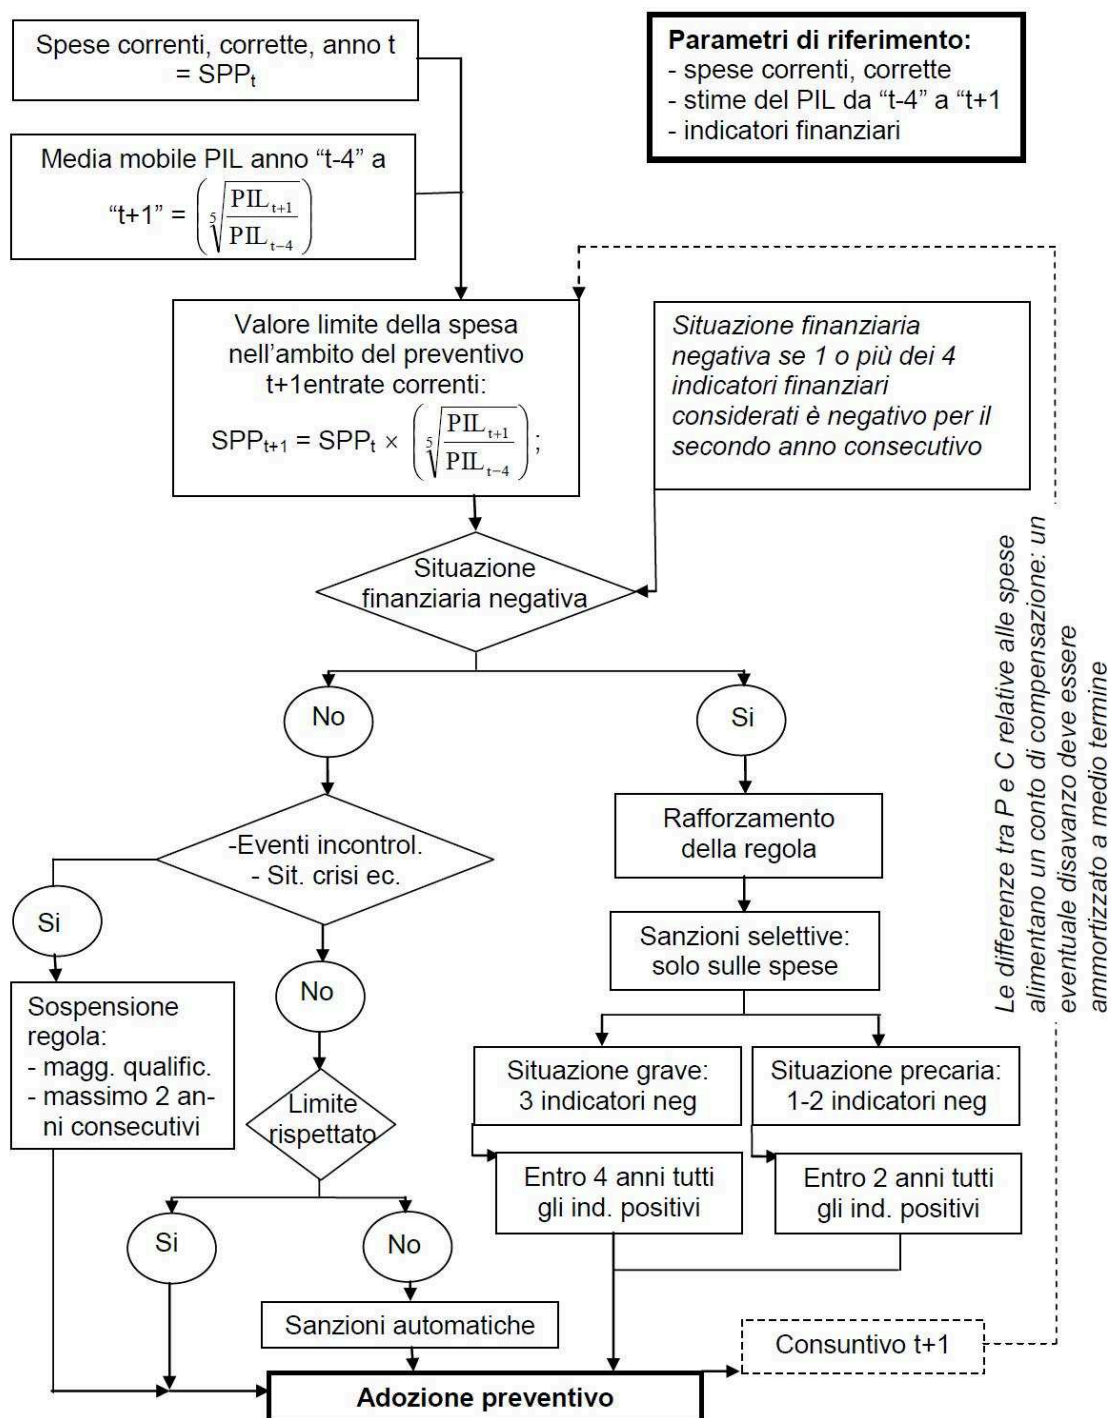 Spese correnti, corrette, anno t
= SPPt
Parametri di riferimento:
- spese correnti, corrette
- stime del PIL da “t-4” a “t+1
- indicatori finanziari
Media mobile PIL anno “t-4” a
“t+1” = (⁵√(PILt+1 / PILt−4))
Valore limite della spesa
nell’ambito del preventivo
t+1entrate correnti:
SPPt+1 = SPPt × (⁵√(PILt+1 / PILt−4));
Situazione finanziaria
negativa se 1 o più dei 4
indicatori finanziari
considerati è negativo per il
secondo anno consecutivo
Situazione
finanziaria negativa
No
Si
-Eventi incontrol.
- Sit. crisi ec.
Rafforzamento
della regola
Si
No
Sanzioni selettive:
solo sulle spese
Sospensione
regola:
- magg. qualific.
- massimo 2 an-
ni consecutivi
Limite
rispettato
Situazione grave:
3 indicatori neg
Situazione precaria:
1-2 indicatori neg
Entro 4 anni tutti
gli ind. positivi
Entro 2 anni tutti
gli ind. positivi
Si
No
Sanzioni automatiche
Adozione preventivo
Consuntivo t+1
Le differenze tra P e C relative alle spese
alimentano un conto di compensazione: un
eventuale disavanzo deve essere
ammortizzato a medio termine